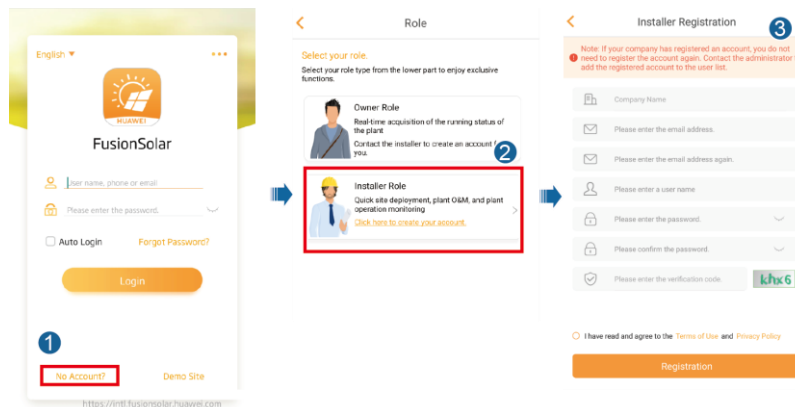 English ▼
HUAWEI
FusionSolar
User name, phone or email
Please enter the password.
Auto Login
Forgot Password?
Login
1
No Account?
Demo Site
https://intl.fusionsolar.huawei.com
Role
Select your role.
Select your role type from the lower part to enjoy exclusive
functions.
Owner Role
Real-time acquisition of the running status of
the plant
Contact the installer to create an account
you.
2
Installer Role
Quick site deployment, plant O&M, and plant
operation monitoring
Click here to create your account.
Installer Registration
3
Note: If your company has registered an account, you do not
need to register the account again. Contact the administrator
add the registered account to the user list.
Company Name
Please enter the email address.
Please enter the email address again.
Please enter a user name
Please enter the password.
Please confirm the password.
Please enter the verification code.
khx6
I have read and agree to the Terms of Use and Privacy Policy
Registration